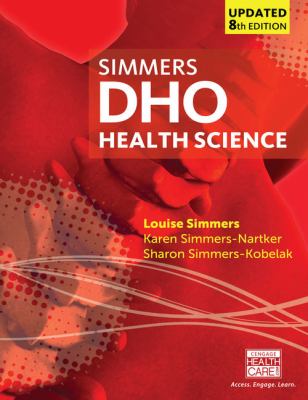 UPDATED
8th EDITION
SIMMERS
DHO
HEALTH SCIENCE
Louise Simmers
Karen Simmers-Nartker
Sharon Simmers-Kobelak
CENGAGE
HEALTH
CARE
Access. Engage. Learn.